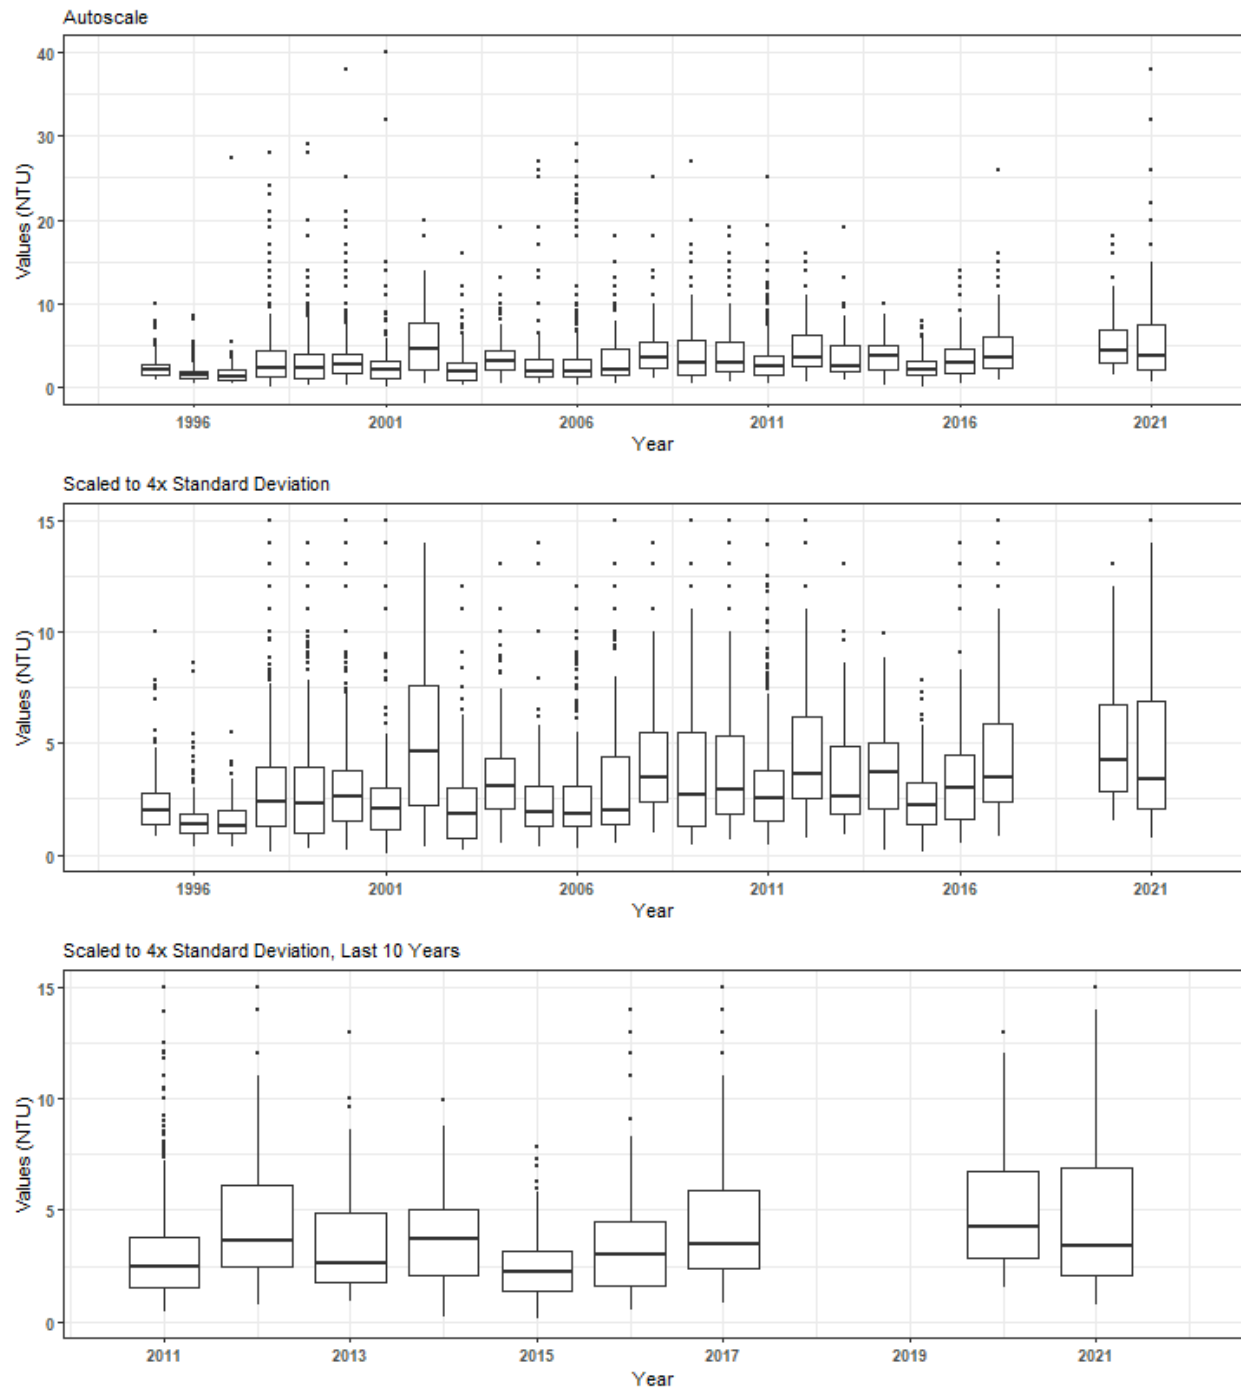 Autoscale
40
30
20
10
0
Values (NTU)
1996 2001 2006 2011 2016 2021
Year
Scaled to 4x Standard Deviation
15
10
5
0
Values (NTU)
1996 2001 2006 2011 2016 2021
Year
Scaled to 4x Standard Deviation, Last 10 Years
15
10
5
0
Values (NTU)
2011 2013 2015 2017 2019 2021
Year